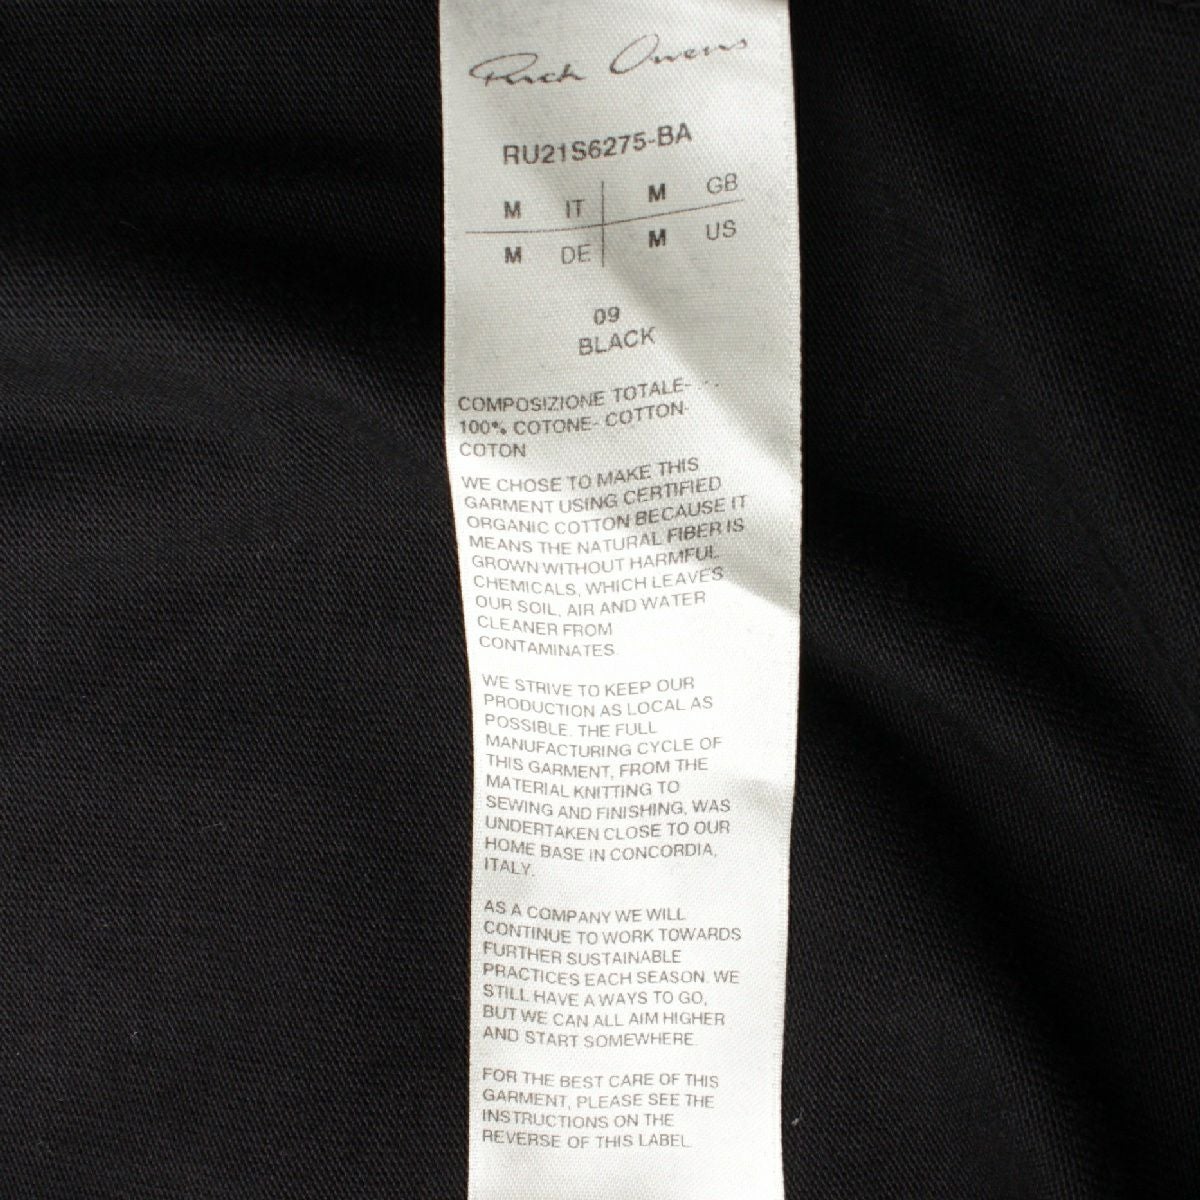 Rick Owens
RU21S6275-BA
M IT M GB
M DE M US
09
BLACK
COMPOSIZIONE TOTALE-
100% COTONE- COTTON-
COTON
WE CHOSE TO MAKE THIS
GARMENT USING CERTIFIED
ORGANIC COTTON BECAUSE IT
MEANS THE NATURAL FIBER IS
GROWN WITHOUT HARMFUL
CHEMICALS, WHICH LEAVES
OUR SOIL, AIR AND WATER
CLEANER FROM
CONTAMINATES.
WE STRIVE TO KEEP OUR
PRODUCTION AS LOCAL AS
POSSIBLE. THE FULL
MANUFACTURING CYCLE OF
THIS GARMENT, FROM THE
MATERIAL KNITTING TO
SEWING AND FINISHING, WAS
UNDERTAKEN CLOSE TO OUR
HOME BASE IN CONCORDIA,
ITALY.
AS A COMPANY WE WILL
CONTINUE TO WORK TOWARDS
FURTHER SUSTAINABLE
PRACTICES EACH SEASON. WE
STILL HAVE A WAYS TO GO,
BUT WE CAN ALL AIM HIGHER
AND START SOMEWHERE.
FOR THE BEST CARE OF THIS
GARMENT, PLEASE SEE THE
INSTRUCTIONS ON THE
REVERSE OF THIS LABEL.